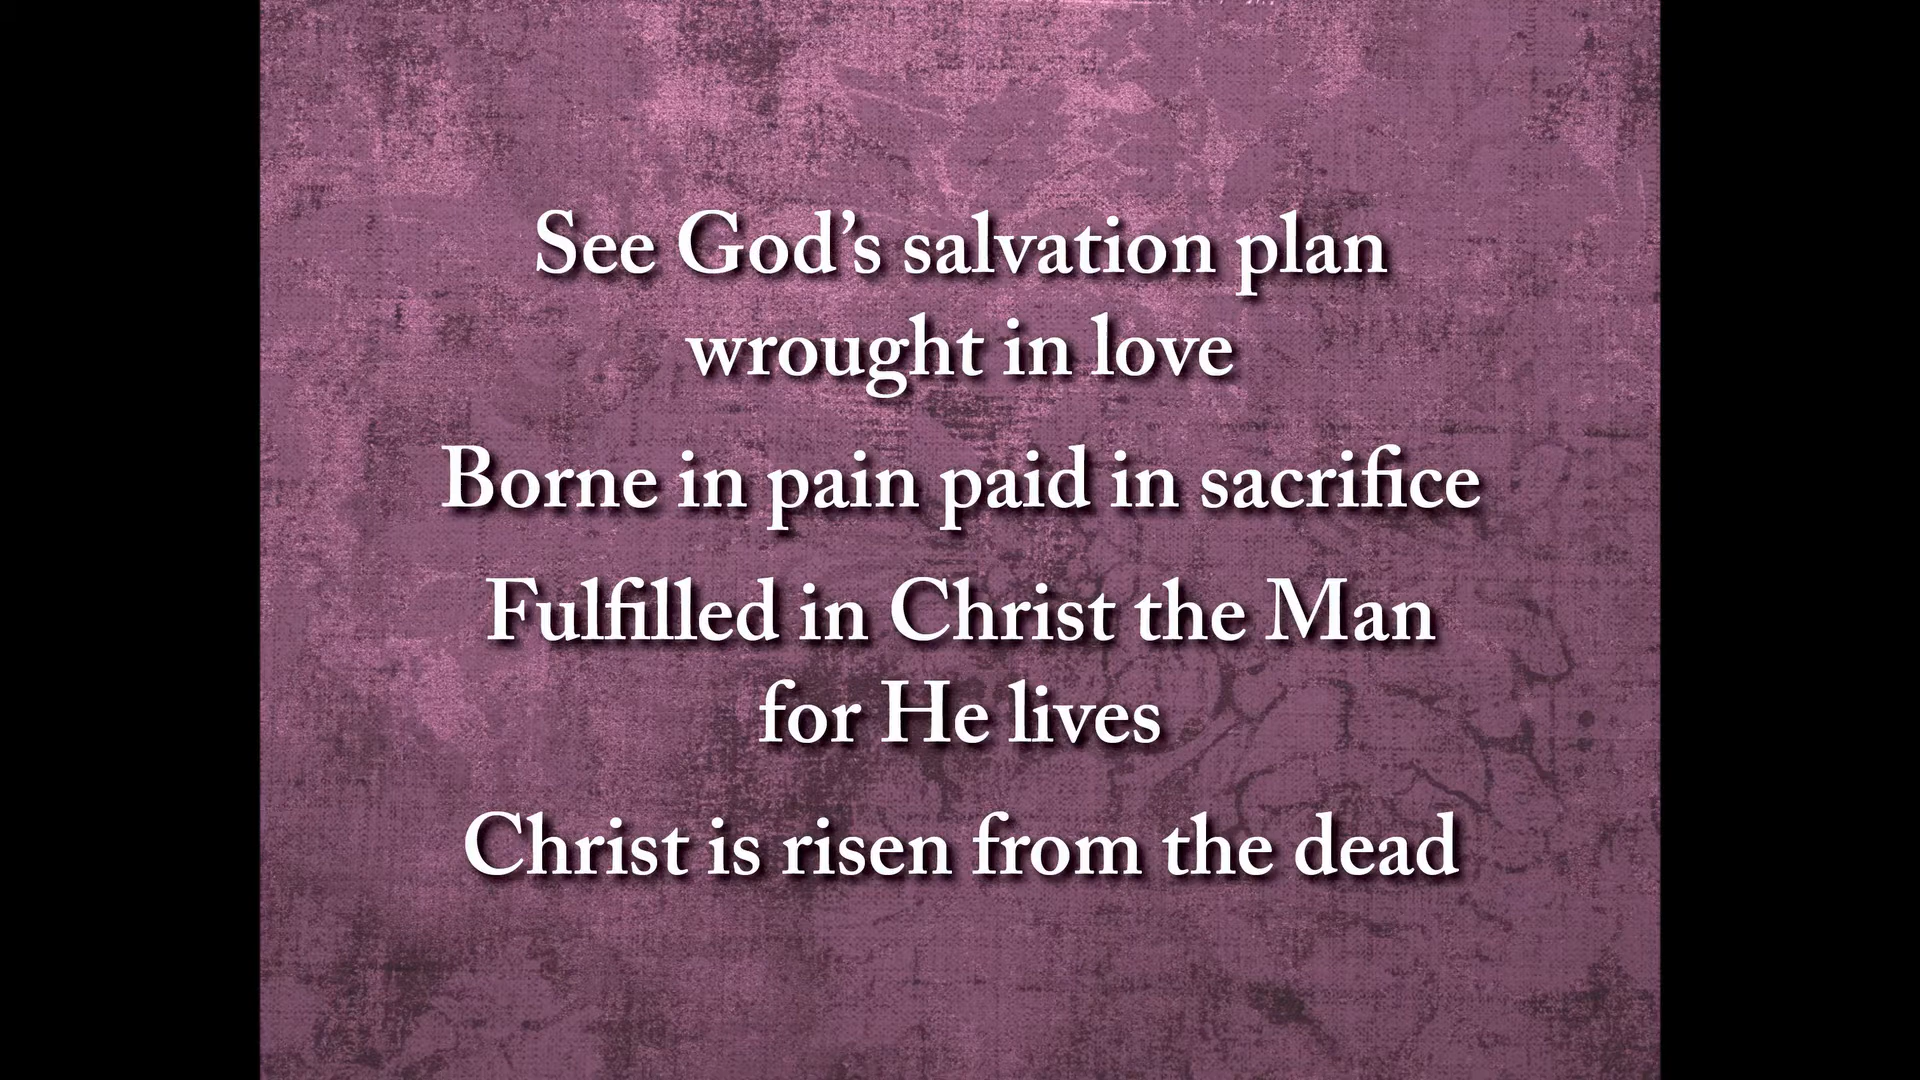 See God’s salvation plan
wrought in love
Borne in pain paid in sacrifice
Fulfilled in Christ the Man
for He lives
Christ is risen from the dead